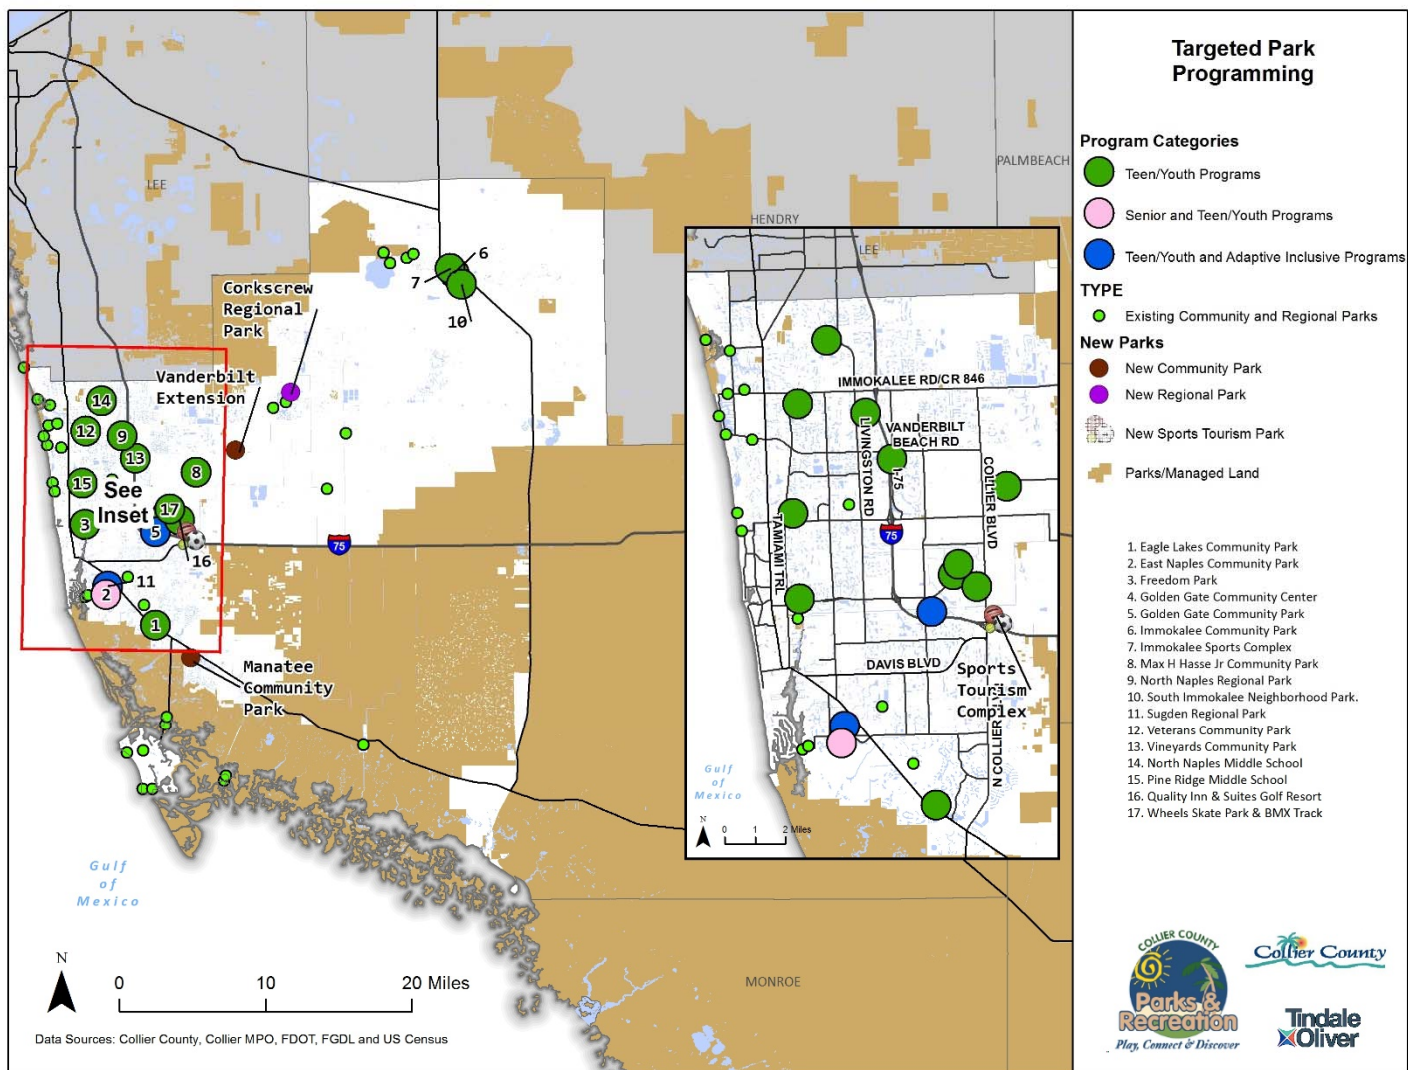 Targeted Park
Programming
Program Categories
Teen/Youth Programs
Senior and Teen/Youth Programs
Teen/Youth and Adaptive Inclusive Programs
TYPE
Existing Community and Regional Parks
New Parks
New Community Park
New Regional Park
New Sports Tourism Park
Parks/Managed Land
1. Eagle Lakes Community Park
2. East Naples Community Park
3. Freedom Park
4. Golden Gate Community Center
5. Golden Gate Community Park
6. Immokalee Community Park
7. Immokalee Sports Complex
8. Max H Hasse Jr Community Park
9. North Naples Regional Park
10. South Immokalee Neighborhood Park.
11. Sugden Regional Park
12. Veterans Community Park
13. Vineyards Community Park
14. North Naples Middle School
15. Pine Ridge Middle School
16. Quality Inn & Suites Golf Resort
17. Wheels Skate Park & BMX Track
COLLIER COUNTY
Parks &
Recreation
Play, Connect & Discover
Collier County
Tindale
Oliver
LEE
HENDRY
PALMBEACH
MONROE
Corkscrew
Regional
Park
Vanderbilt
Extension
6
7
10
14
12
9
13
8
15
See
Inset
17
3
5
16
75
11
2
1
Manatee
Community
Park
Gulf
of
Mexico
N
0 10 20 Miles
Data Sources: Collier County, Collier MPO, FDOT, FGDL and US Census
LEE
IMMOKALEE RD/CR 846
VANDERBILT
BEACH RD
LIVINGSTON RD
I-75
COLLIER BLVD
TAMIAMI TRL
75
DAVIS BLVD
Sports
Tourism
Complex
N COLLIER
Gulf
of
Mexico
N
0 1 2 Miles